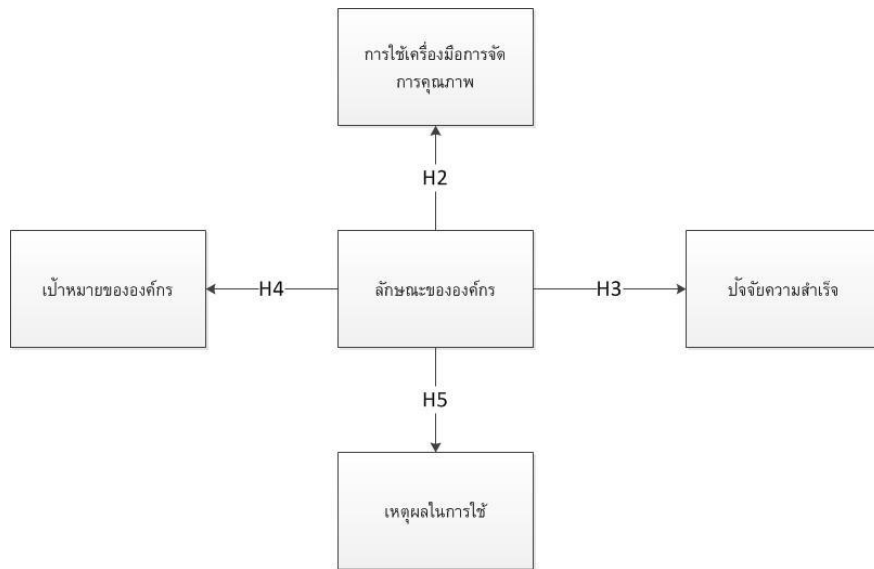 การใช้เครื่องมือการจัด
การคุณภาพ
H2
เป้าหมายขององค์กร
H4
ลักษณะขององค์กร
H3
ปัจจัยความสำเร็จ
H5
เหตุผลในการใช้